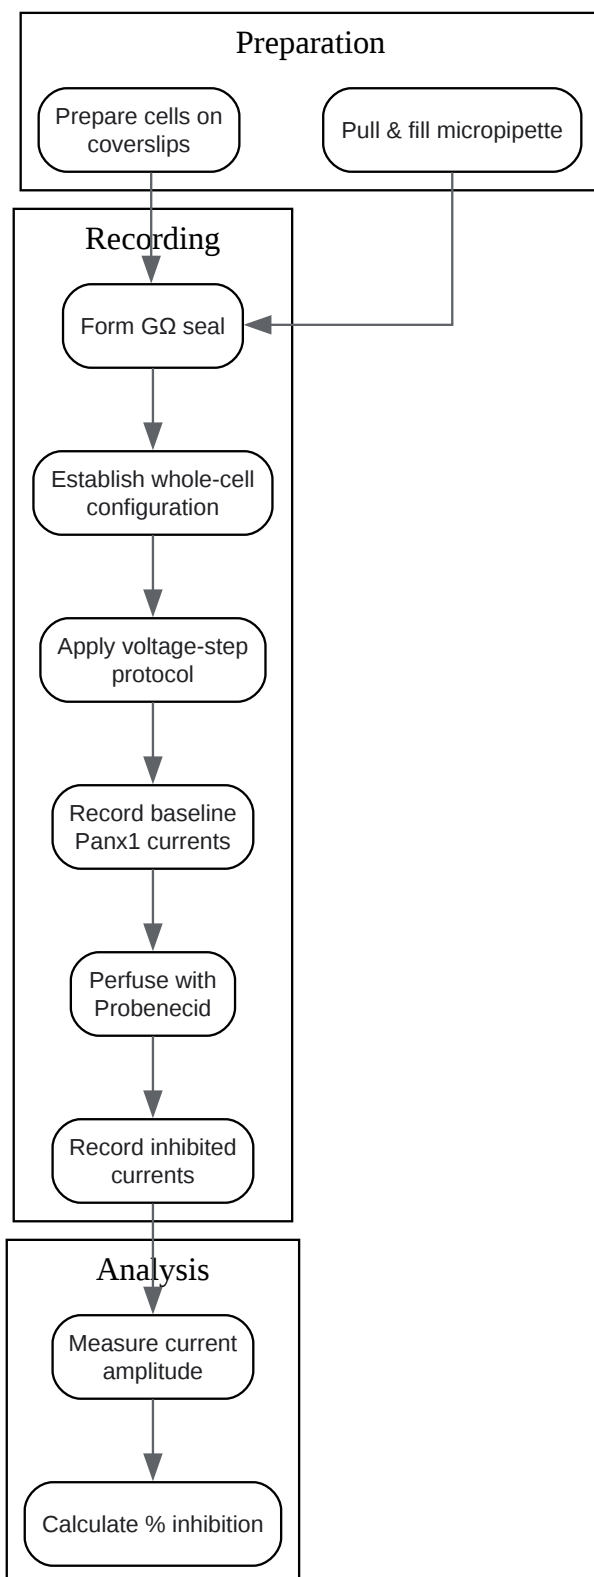 Preparation
Prepare cells on
coverslips
Pull & fill micropipette
Recording
Form GΩ seal
Establish whole-cell
configuration
Apply voltage-step
protocol
Record baseline
Panx1 currents
Perfuse with
Probenecid
Record inhibited
currents
Analysis
Measure current
amplitude
Calculate % inhibition